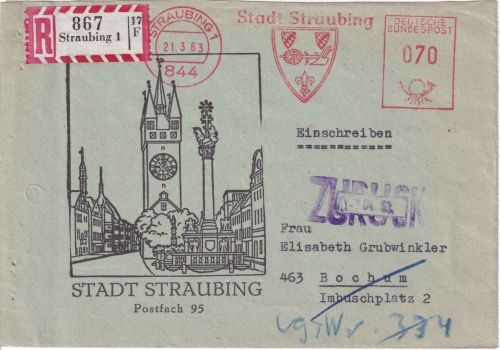 R
867
Straubing 1
17
F
STRAUBING 1
21.3.63
844
Stadt Straubing
DEUTSCHE
BUNDESPOST
070
Einschreiben
ZURÜCK
Frau
Elisabeth Grubwinkler
463 Bochum
Imbuschplatz 2
STADT STRAUBING
Postfach 95